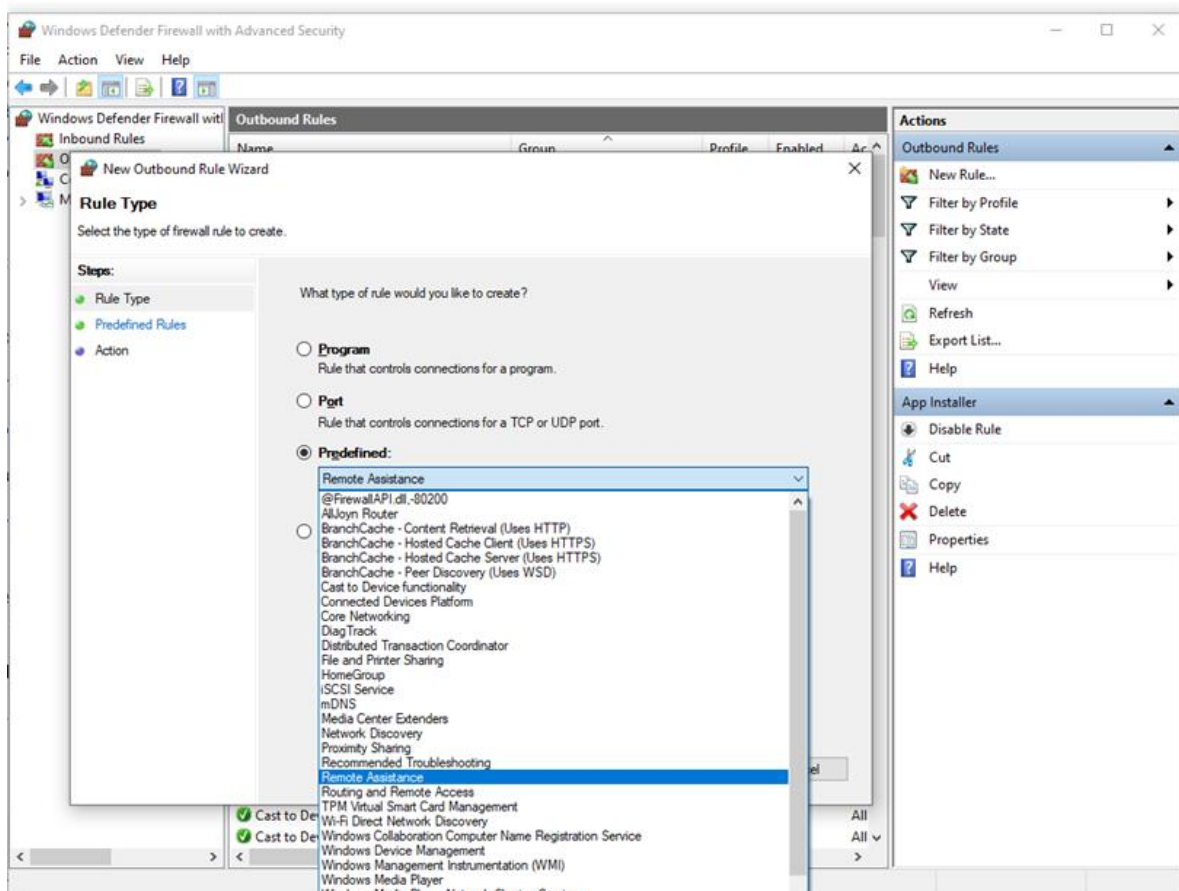 Windows Defender Firewall with Advanced Security
File Action View Help
Windows Defender Firewall with
Inbound Rules
O
C
M
Outbound Rules
Name Group Profile Enabled Ac
New Outbound Rule Wizard
Rule Type
Select the type of firewall rule to create.
Steps:
Rule Type
Predefined Rules
Action
What type of rule would you like to create?
Program
Rule that controls connections for a program.
Port
Rule that controls connections for a TCP or UDP port.
Predefined:
Remote Assistance
@FirewallAPI.dll,-80200
AllJoyn Router
BranchCache - Content Retrieval (Uses HTTP)
BranchCache - Hosted Cache Client (Uses HTTPS)
BranchCache - Hosted Cache Server (Uses HTTPS)
BranchCache - Peer Discovery (Uses WSD)
Cast to Device functionality
Connected Devices Platform
Core Networking
DiagTrack
Distributed Transaction Coordinator
File and Printer Sharing
HomeGroup
iSCSI Service
mDNS
Media Center Extenders
Network Discovery
Proximity Sharing
Recommended Troubleshooting
Remote Assistance
Routing and Remote Access
TPM Virtual Smart Card Management
Wi-Fi Direct Network Discovery
Windows Collaboration Computer Name Registration Service
Windows Device Management
Windows Management Instrumentation (WMI)
Windows Media Player
el
Cast to De All
Cast to De All
Actions
Outbound Rules
New Rule...
Filter by Profile
Filter by State
Filter by Group
View
Refresh
Export List...
Help
App Installer
Disable Rule
Cut
Copy
Delete
Properties
Help